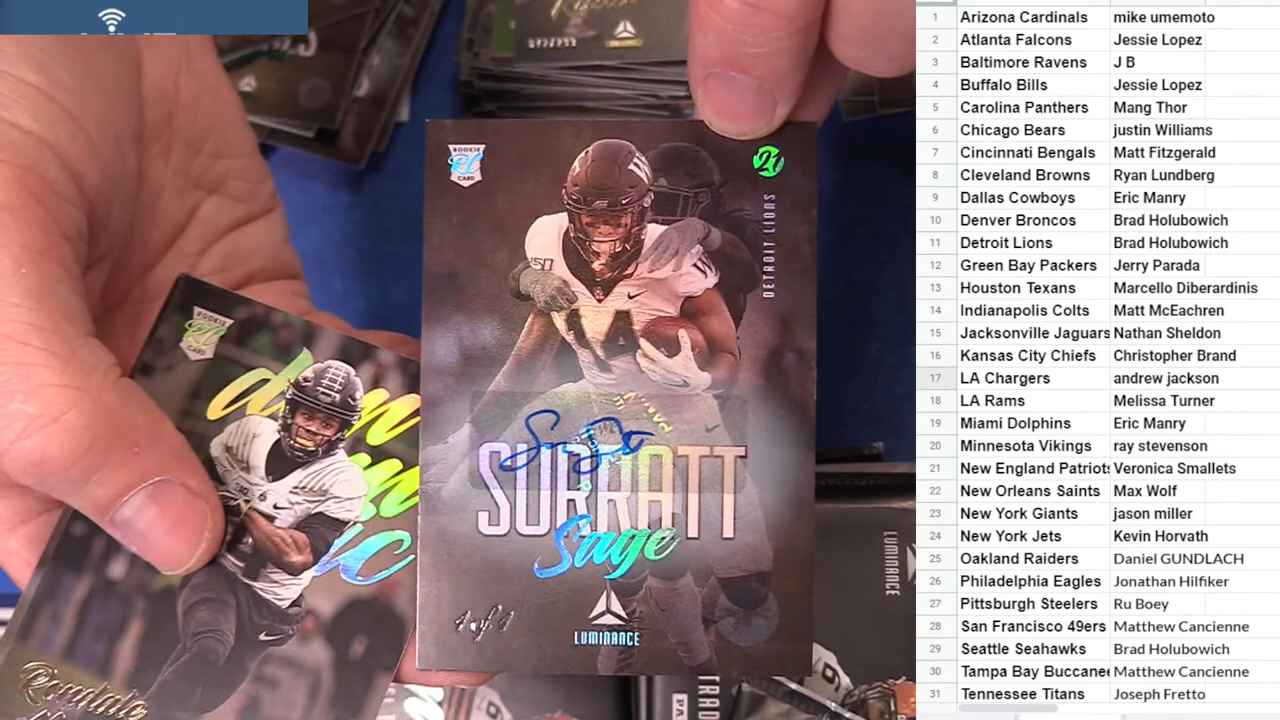 ROOKIE
RC
CARD
21
DETROIT LIONS
150
14
SURRATT
Sage
1 of 1
LUMINANCE
ROOKIE
RC
CARD
LUMINANCE
1 Arizona Cardinals mike umemoto
2 Atlanta Falcons Jessie Lopez
3 Baltimore Ravens J B
4 Buffalo Bills Jessie Lopez
5 Carolina Panthers Mang Thor
6 Chicago Bears justin Williams
7 Cincinnati Bengals Matt Fitzgerald
8 Cleveland Browns Ryan Lundberg
9 Dallas Cowboys Eric Manry
10 Denver Broncos Brad Holubowich
11 Detroit Lions Brad Holubowich
12 Green Bay Packers Jerry Parada
13 Houston Texans Marcello Diberardinis
14 Indianapolis Colts Matt McEachren
15 Jacksonville Jaguars Nathan Sheldon
16 Kansas City Chiefs Christopher Brand
17 LA Chargers andrew jackson
18 LA Rams Melissa Turner
19 Miami Dolphins Eric Manry
20 Minnesota Vikings ray stevenson
21 New England Patriots Veronica Smallets
22 New Orleans Saints Max Wolf
23 New York Giants jason miller
24 New York Jets Kevin Horvath
25 Oakland Raiders Daniel GUNDLACH
26 Philadelphia Eagles Jonathan Hilfiker
27 Pittsburgh Steelers Ru Boey
28 San Francisco 49ers Matthew Cancienne
29 Seattle Seahawks Brad Holubowich
30 Tampa Bay Buccanee Matthew Cancienne
31 Tennessee Titans Joseph Fretto